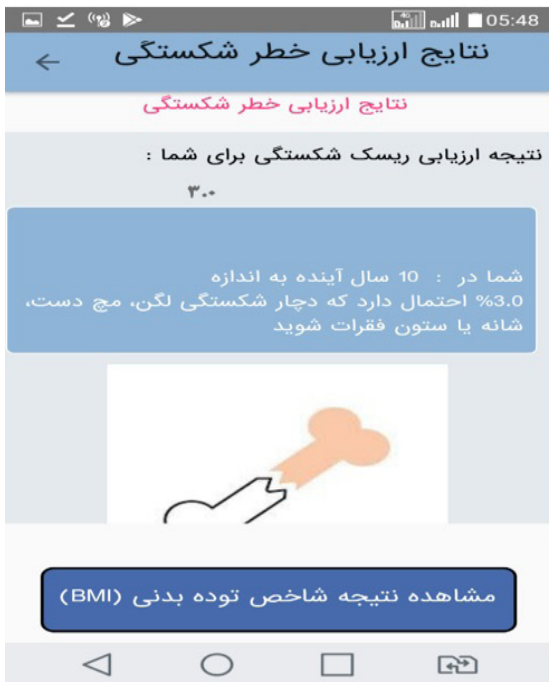 05:48
نتایج ارزیابی خطر شکستگی
نتایج ارزیابی خطر شکستگی
نتیجه ارزیابی ریسک شکستگی برای شما :
۳.۰
شما در : 10 سال آینده به اندازه
%3.0 احتمال دارد که دچار شکستگی لگن، مچ دست،
شانه یا ستون فقرات شوید
مشاهده نتیجه شاخص توده بدنی (BMI)